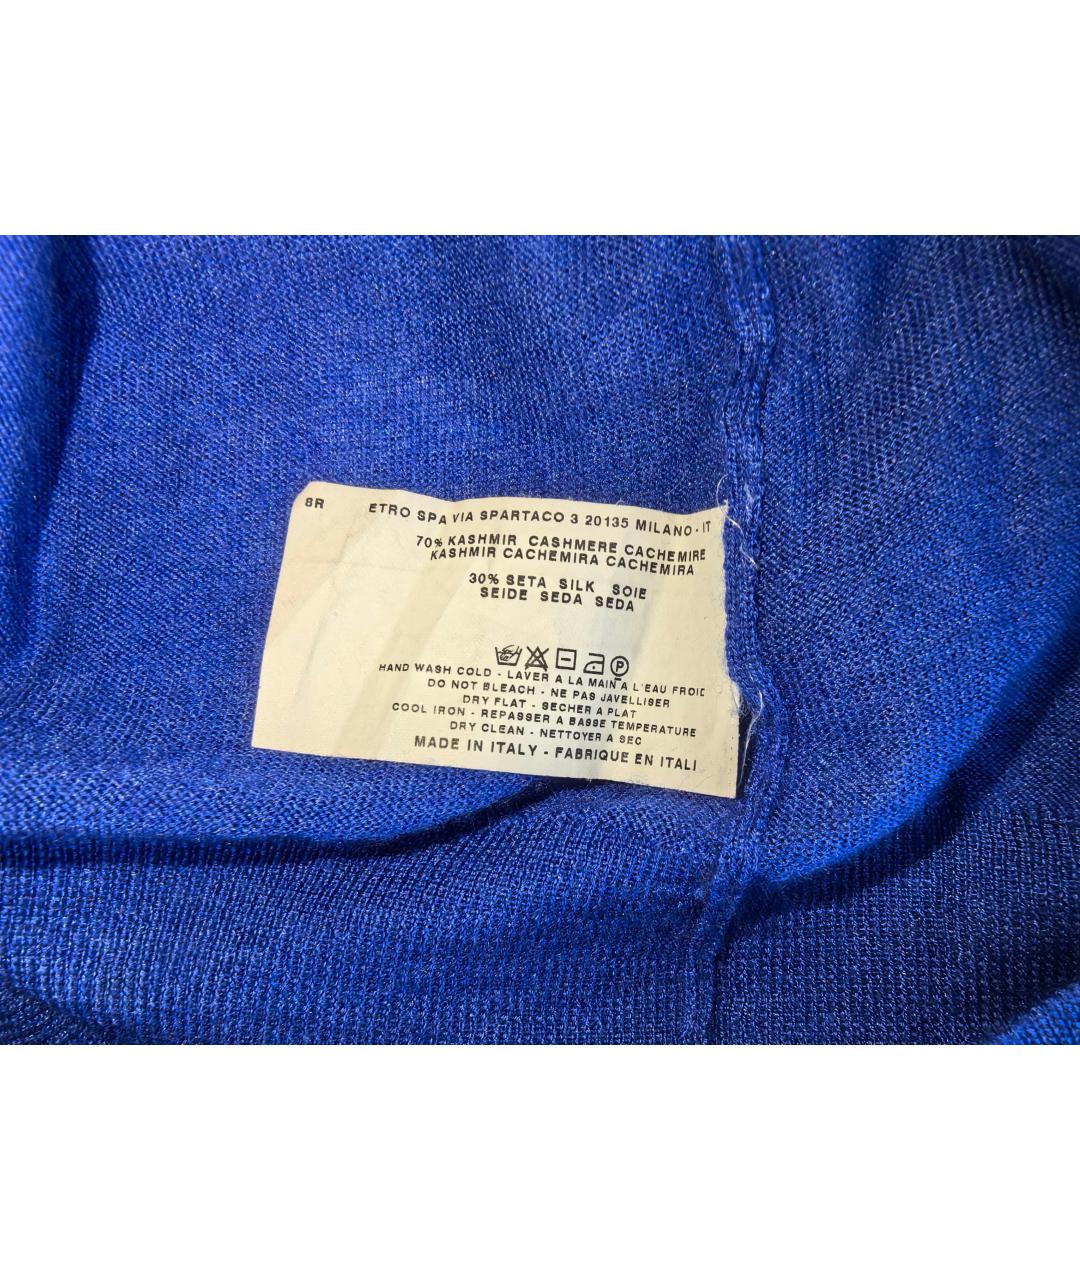 8R
ETRO SPA VIA SPARTACO 3 20135 MILANO - IT
70% KASHMIR CASHMERE CACHEMIRE
KASHMIR CACHEMIRA CACHEMIRA
30% SETA SILK SOIE
SEIDE SEDA SEDA
P
HAND WASH COLD - LAVER A LA MAIN A L'EAU FROID
DO NOT BLEACH - NE PAS JAVELLISER
DRY FLAT - SECHER A PLAT
COOL IRON - REPASSER A BASSE TEMPERATURE
DRY CLEAN - NETTOYER A SEC
MADE IN ITALY - FABRIQUE EN ITALI